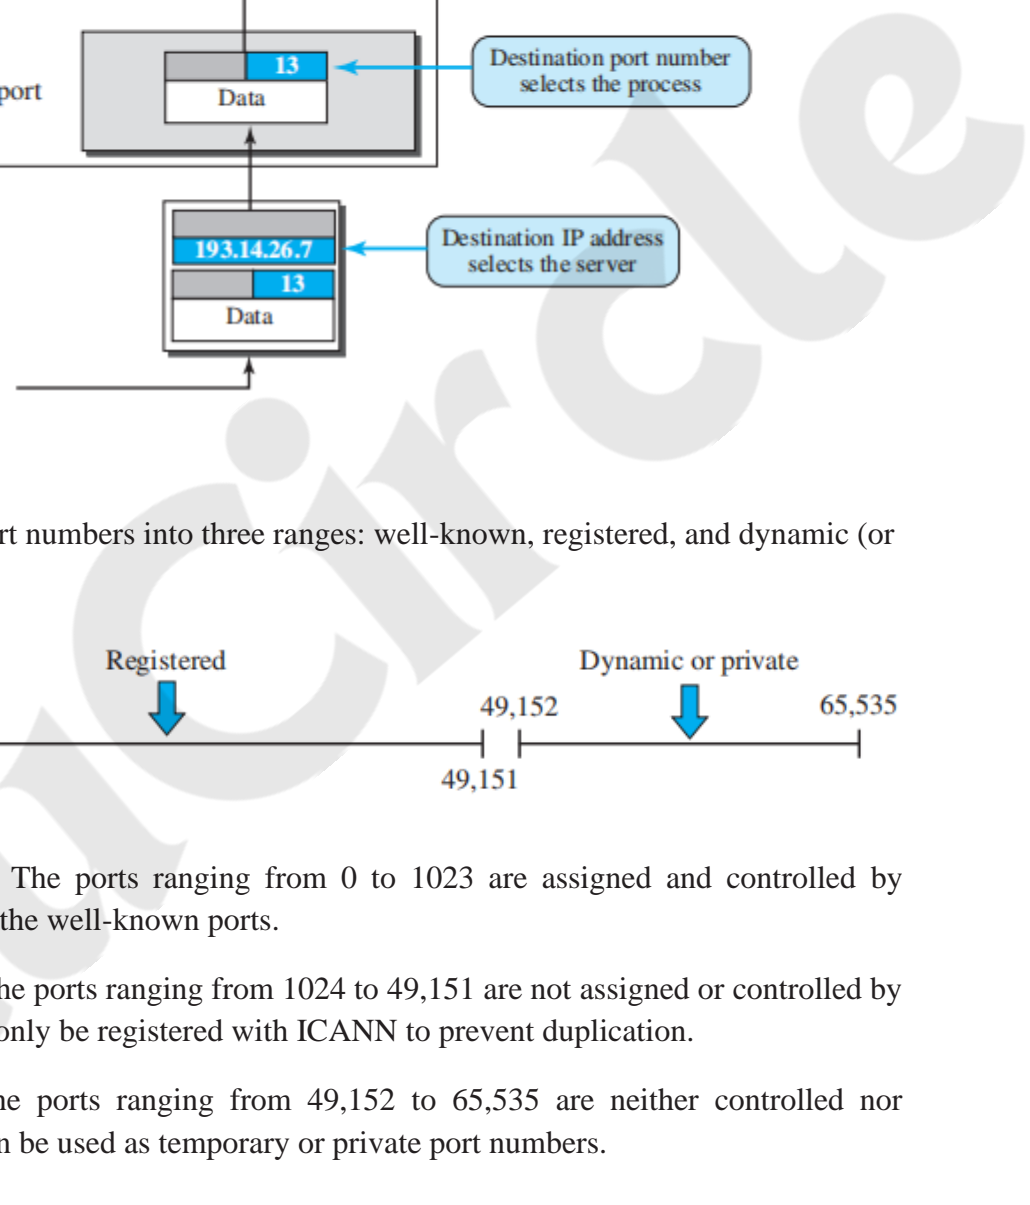 13
Destination port number
selects the process
port
Data
193.14.26.7
Destination IP address
selects the server
13
Data
rt numbers into three ranges: well-known, registered, and dynamic (or
Registered
Dynamic or private
49,152
65,535
49,151
The ports ranging from 0 to 1023 are assigned and controlled by
the well-known ports.
he ports ranging from 1024 to 49,151 are not assigned or controlled by
only be registered with ICANN to prevent duplication.
he ports ranging from 49,152 to 65,535 are neither controlled nor
n be used as temporary or private port numbers.
uCircle